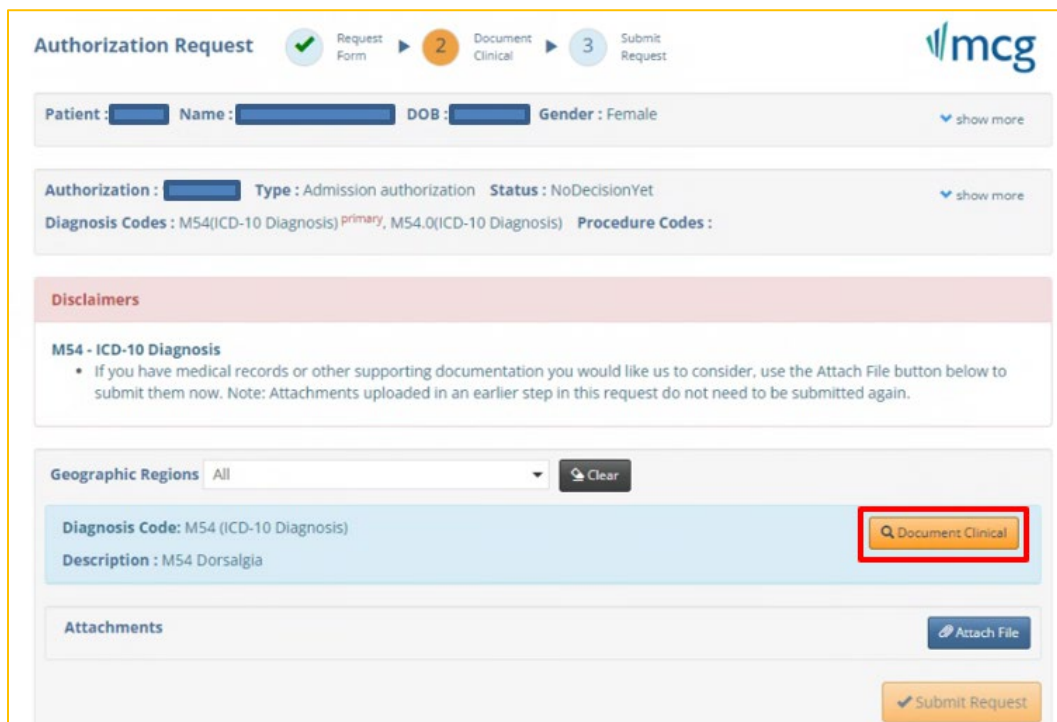 Authorization Request
Request
Form
2
Document
Clinical
3
Submit
Request
mcg
Patient : Name : DOB : Gender : Female
show more
Authorization : Type : Admission authorization Status : NoDecisionYet
show more
Diagnosis Codes : M54(ICD-10 Diagnosis) primary, M54.0(ICD-10 Diagnosis) Procedure Codes :
Disclaimers
M54 - ICD-10 Diagnosis
• If you have medical records or other supporting documentation you would like us to consider, use the Attach File button below to
submit them now. Note: Attachments uploaded in an earlier step in this request do not need to be submitted again.
Geographic Regions All Clear
Diagnosis Code: M54 (ICD-10 Diagnosis)
Document Clinical
Description : M54 Dorsalgia
Attachments
Attach File
Submit Request